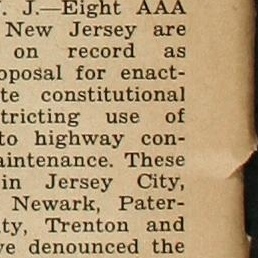 J.—Eight AAA
New Jersey are
on record as
oposal for enact-
te constitutional
tricting use of
to highway con-
aintenance. These
in Jersey City,
Newark, Pater-
ty, Trenton and
ve denounced the